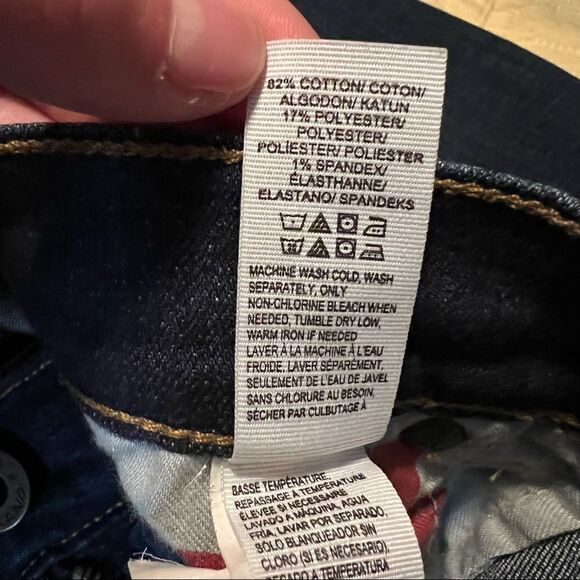 82% COTTON/ COTON/
ALGODON/ KATUN
17% POLYESTER/
POLYESTER/
POLİESTER/ POLIESTER
1% SPANDEX/
ÉLASTHANNE/
ELASTANO/ SPANDEKS
MACHINE WASH COLD, WASH
SEPARATELY, ONLY
NON-CHLORINE BLEACH WHEN
NEEDED, TUMBLE DRY LOW,
WARM IRON IF NEEDED
LAVER À LA MACHINE À L'EAU
FROIDE, LAVER SÉPARÉMENT,
SEULEMENT DE L'EAU DE JAVEL
SANS CHLORURE AU BESOIN,
SÉCHER PAR CULBUTAGE À
BASSE TEMPÉRATURE.
REPASSAGE À TEMPÉRATURE
ÉLEVÉE SI NÉCESSAIRE
LAVADO A MÁQUINA, AGUA
FRÍA, LAVAR POR SEPARADO,
SOLO BLANQUEADOR SIN
CLORO (SI ES NECESARIO)